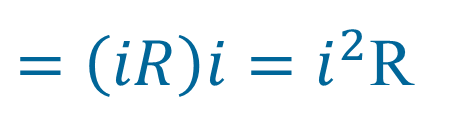 = (iR)i = i²R